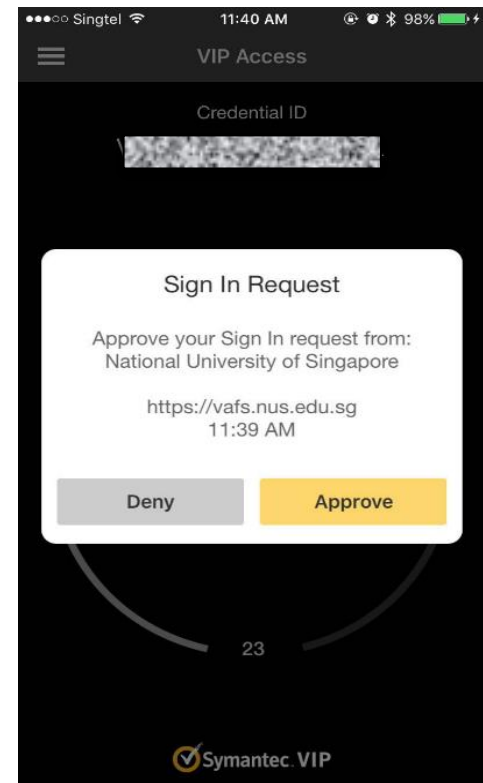 Singtel 11:40 AM 98%
VIP Access
Credential ID
Sign In Request
Approve your Sign In request from:
National University of Singapore
https://vafs.nus.edu.sg
11:39 AM
Deny Approve
23
Symantec. VIP